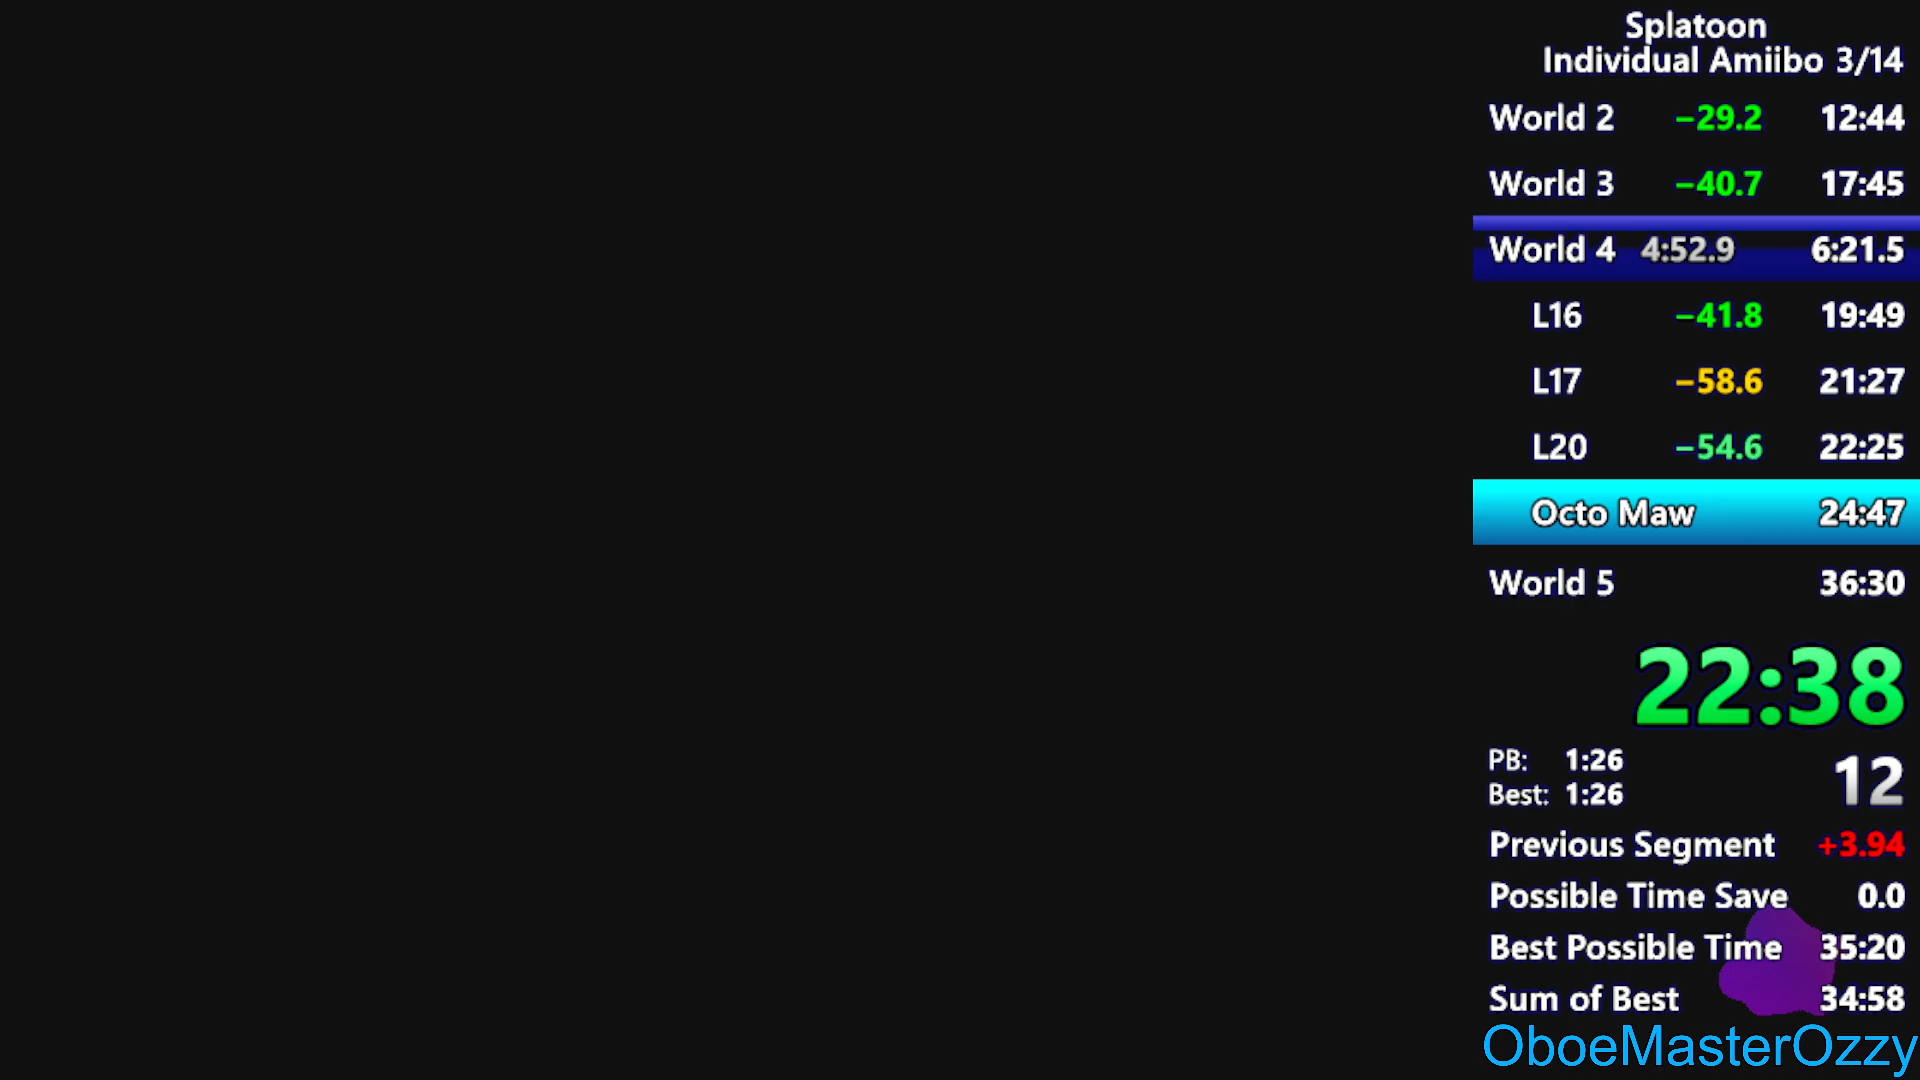 Splatoon
Individual Amiibo 3/14
World 2 −29.2 12:44
World 3 −40.7 17:45
World 4 4:52.9 6:21.5
L16 −41.8 19:49
L17 −58.6 21:27
L20 −54.6 22:25
Octo Maw 24:47
World 5 36:30
22:38
PB: 1:26 12
Best: 1:26
Previous Segment +3.94
Possible Time Save 0.0
Best Possible Time 35:20
Sum of Best 34:58
OboeMasterOzzy